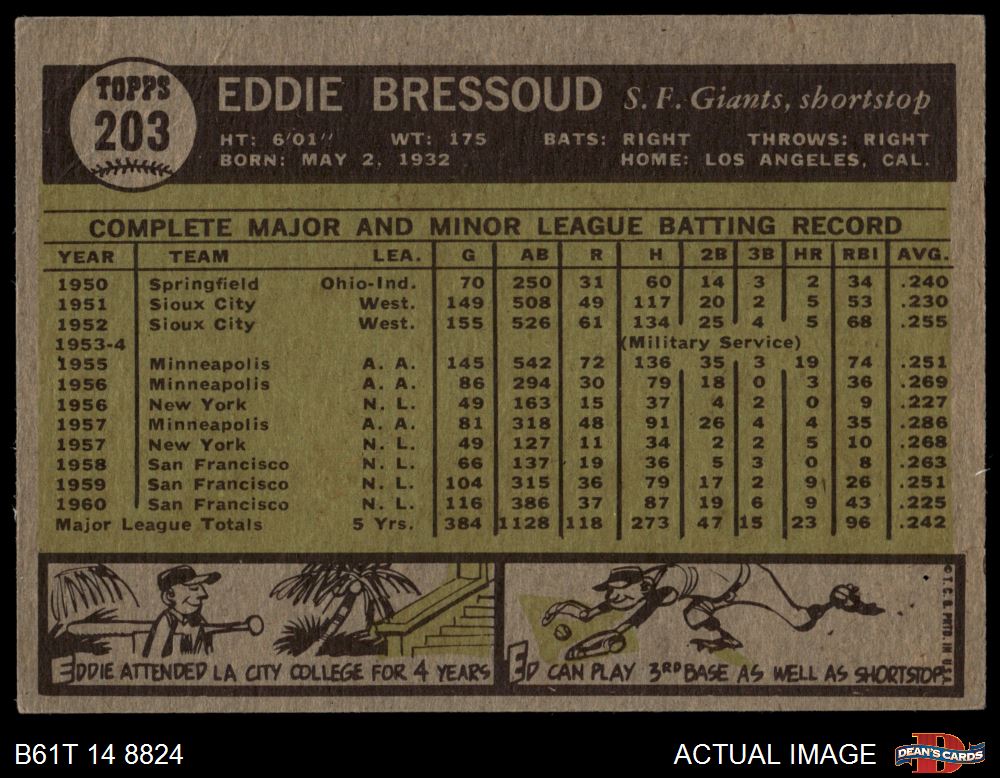 TOPPS
203
EDDIE BRESSOUD S. F. Giants, shortstop
HT: 6'01" WT: 175 BATS: RIGHT THROWS: RIGHT
BORN: MAY 2, 1932 HOME: LOS ANGELES, CAL.
COMPLETE MAJOR AND MINOR LEAGUE BATTING RECORD
YEAR TEAM LEA. G AB R H 2B 3B HR RBI AVG.
1950 Springfield Ohio-Ind. 70 250 31 60 14 3 2 34 .240
1951 Sioux City West. 149 508 49 117 20 2 5 53 .230
1952 Sioux City West. 155 526 61 134 25 4 5 68 .255
1953-4 (Military Service)
1955 Minneapolis A. A. 145 542 72 136 35 3 19 74 .251
1956 Minneapolis A. A. 86 294 30 79 18 0 3 36 .269
1956 New York N. L. 49 163 15 37 4 2 0 9 .227
1957 Minneapolis A. A. 81 318 48 91 26 4 4 35 .286
1957 New York N. L. 49 127 11 34 2 2 5 10 .268
1958 San Francisco N. L. 66 137 19 36 5 3 0 8 .263
1959 San Francisco N. L. 104 315 36 79 17 2 9 26 .251
1960 San Francisco N. L. 116 386 37 87 19 6 9 43 .225
Major League Totals 5 Yrs. 384 1128 118 273 47 15 23 96 .242
EDDIE ATTENDED LA CITY COLLEGE FOR 4 YEARS
ED CAN PLAY 3RD BASE AS WELL AS SHORTSTOP.
© T. C. G. PRTD. IN U.S.
B61T 14 8824
ACTUAL IMAGE
D
DEAN'S CARDS